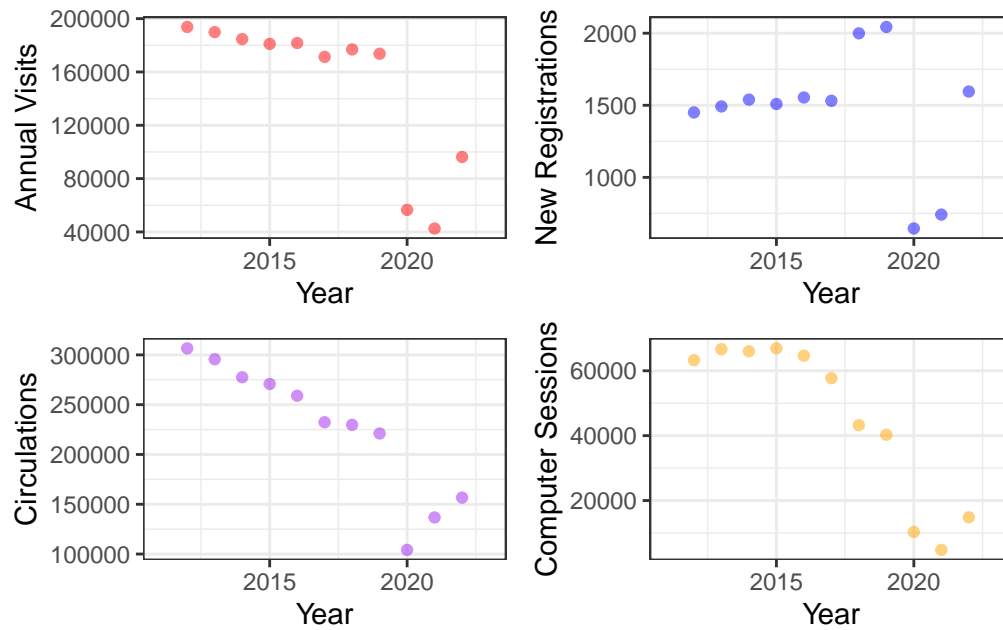 Annual Visits
200000
160000
120000
80000
40000
2015 2020
Year
New Registrations
2000
1500
1000
2015 2020
Year
Circulations
300000
250000
200000
150000
100000
2015 2020
Year
Computer Sessions
60000
40000
20000
2015 2020
Year